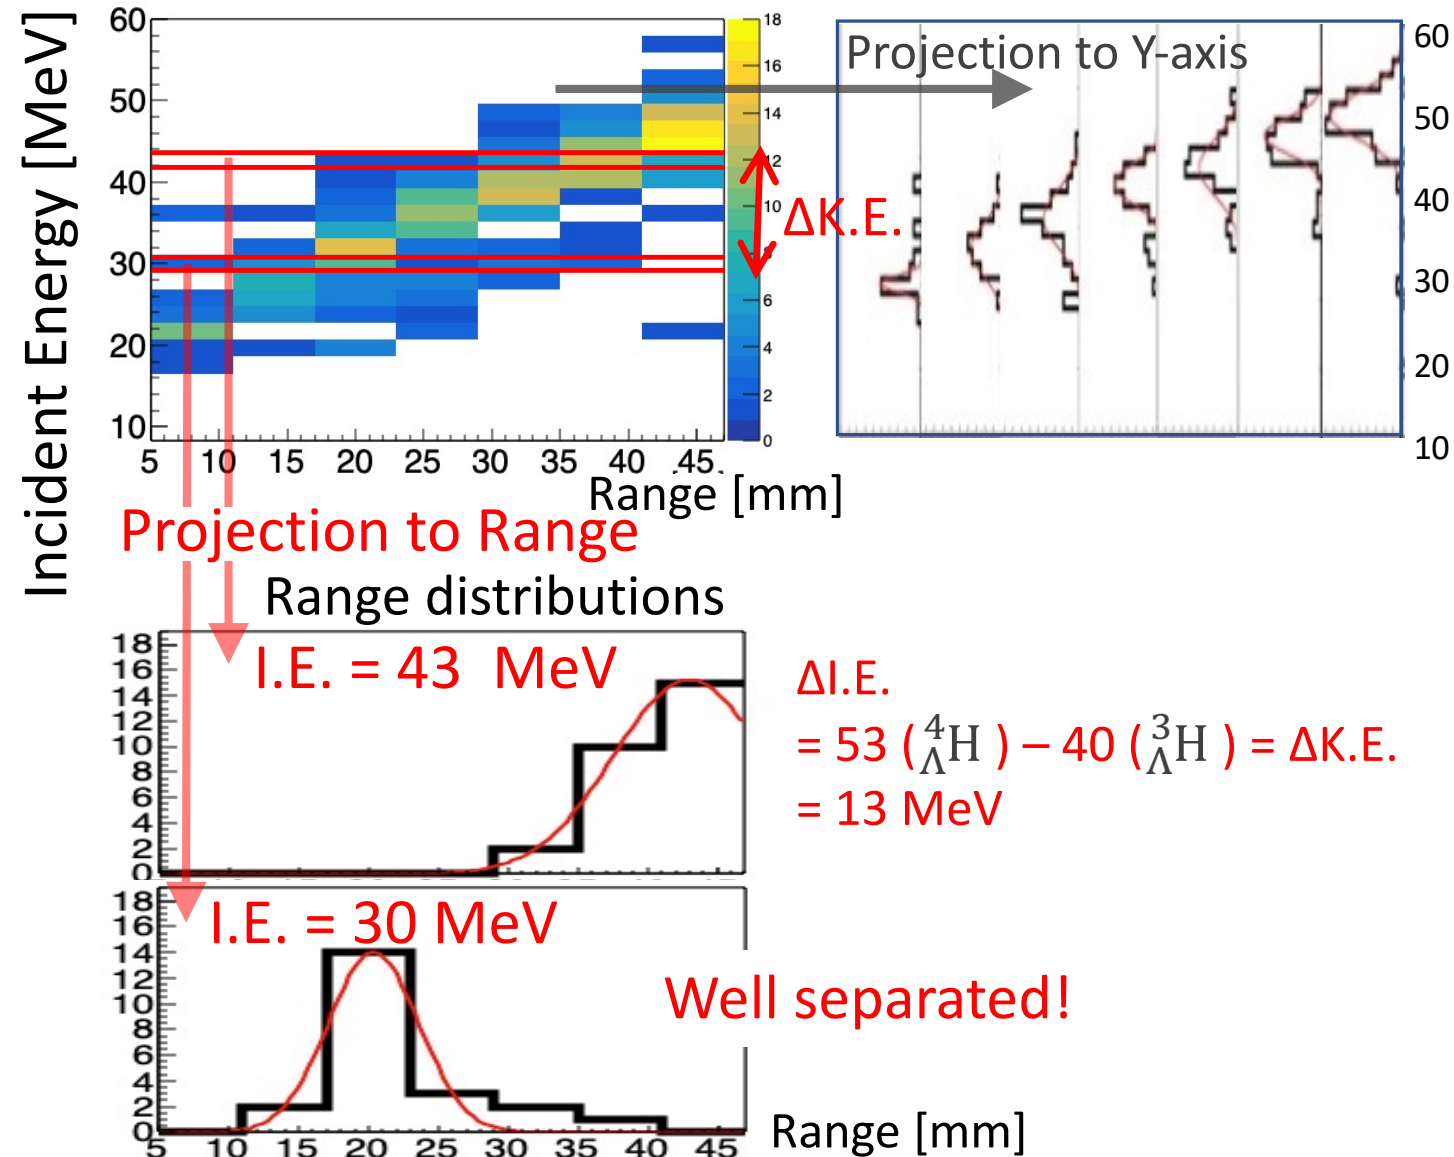 Incident Energy [MeV]
60
50
40
30
20
10
5 10 15 20 25 30 35 40 45
Range [mm]
18
16
14
12
10
6
4
2
0
ΔK.E.
Projection to Y-axis
60
50
40
30
20
10
Projection to Range
Range distributions
I.E. = 43 MeV
18
16
14
12
10
8
6
4
2
0
ΔI.E.
= 53 ( ⁴ΛH ) – 40 ( ³ΛH ) = ΔK.E.
= 13 MeV
I.E. = 30 MeV
18
16
14
12
10
8
6
4
2
0
Well separated!
5 10 15 20 25 30 35 40 45
Range [mm]